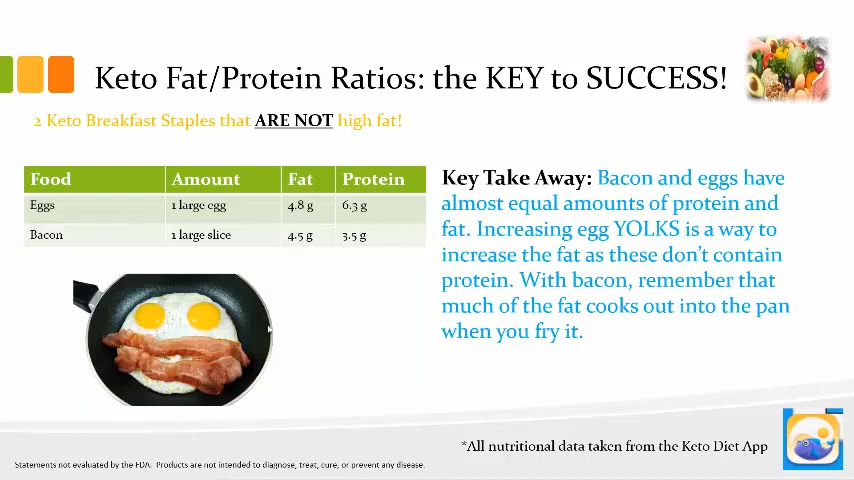 Keto Fat/Protein Ratios: the KEY to SUCCESS!
2 Keto Breakfast Staples that ARE NOT high fat!
Food Amount Fat Protein
Eggs 1 large egg 4.8 g 6.3 g
Bacon 1 large slice 4.5 g 3.5 g
Key Take Away: Bacon and eggs have
almost equal amounts of protein and
fat. Increasing egg YOLKS is a way to
increase the fat as these don't contain
protein. With bacon, remember that
much of the fat cooks out into the pan
when you fry it.
*All nutritional data taken from the Keto Diet App
Statements not evaluated by the FDA. Products are not intended to diagnose, treat, cure, or prevent any disease.